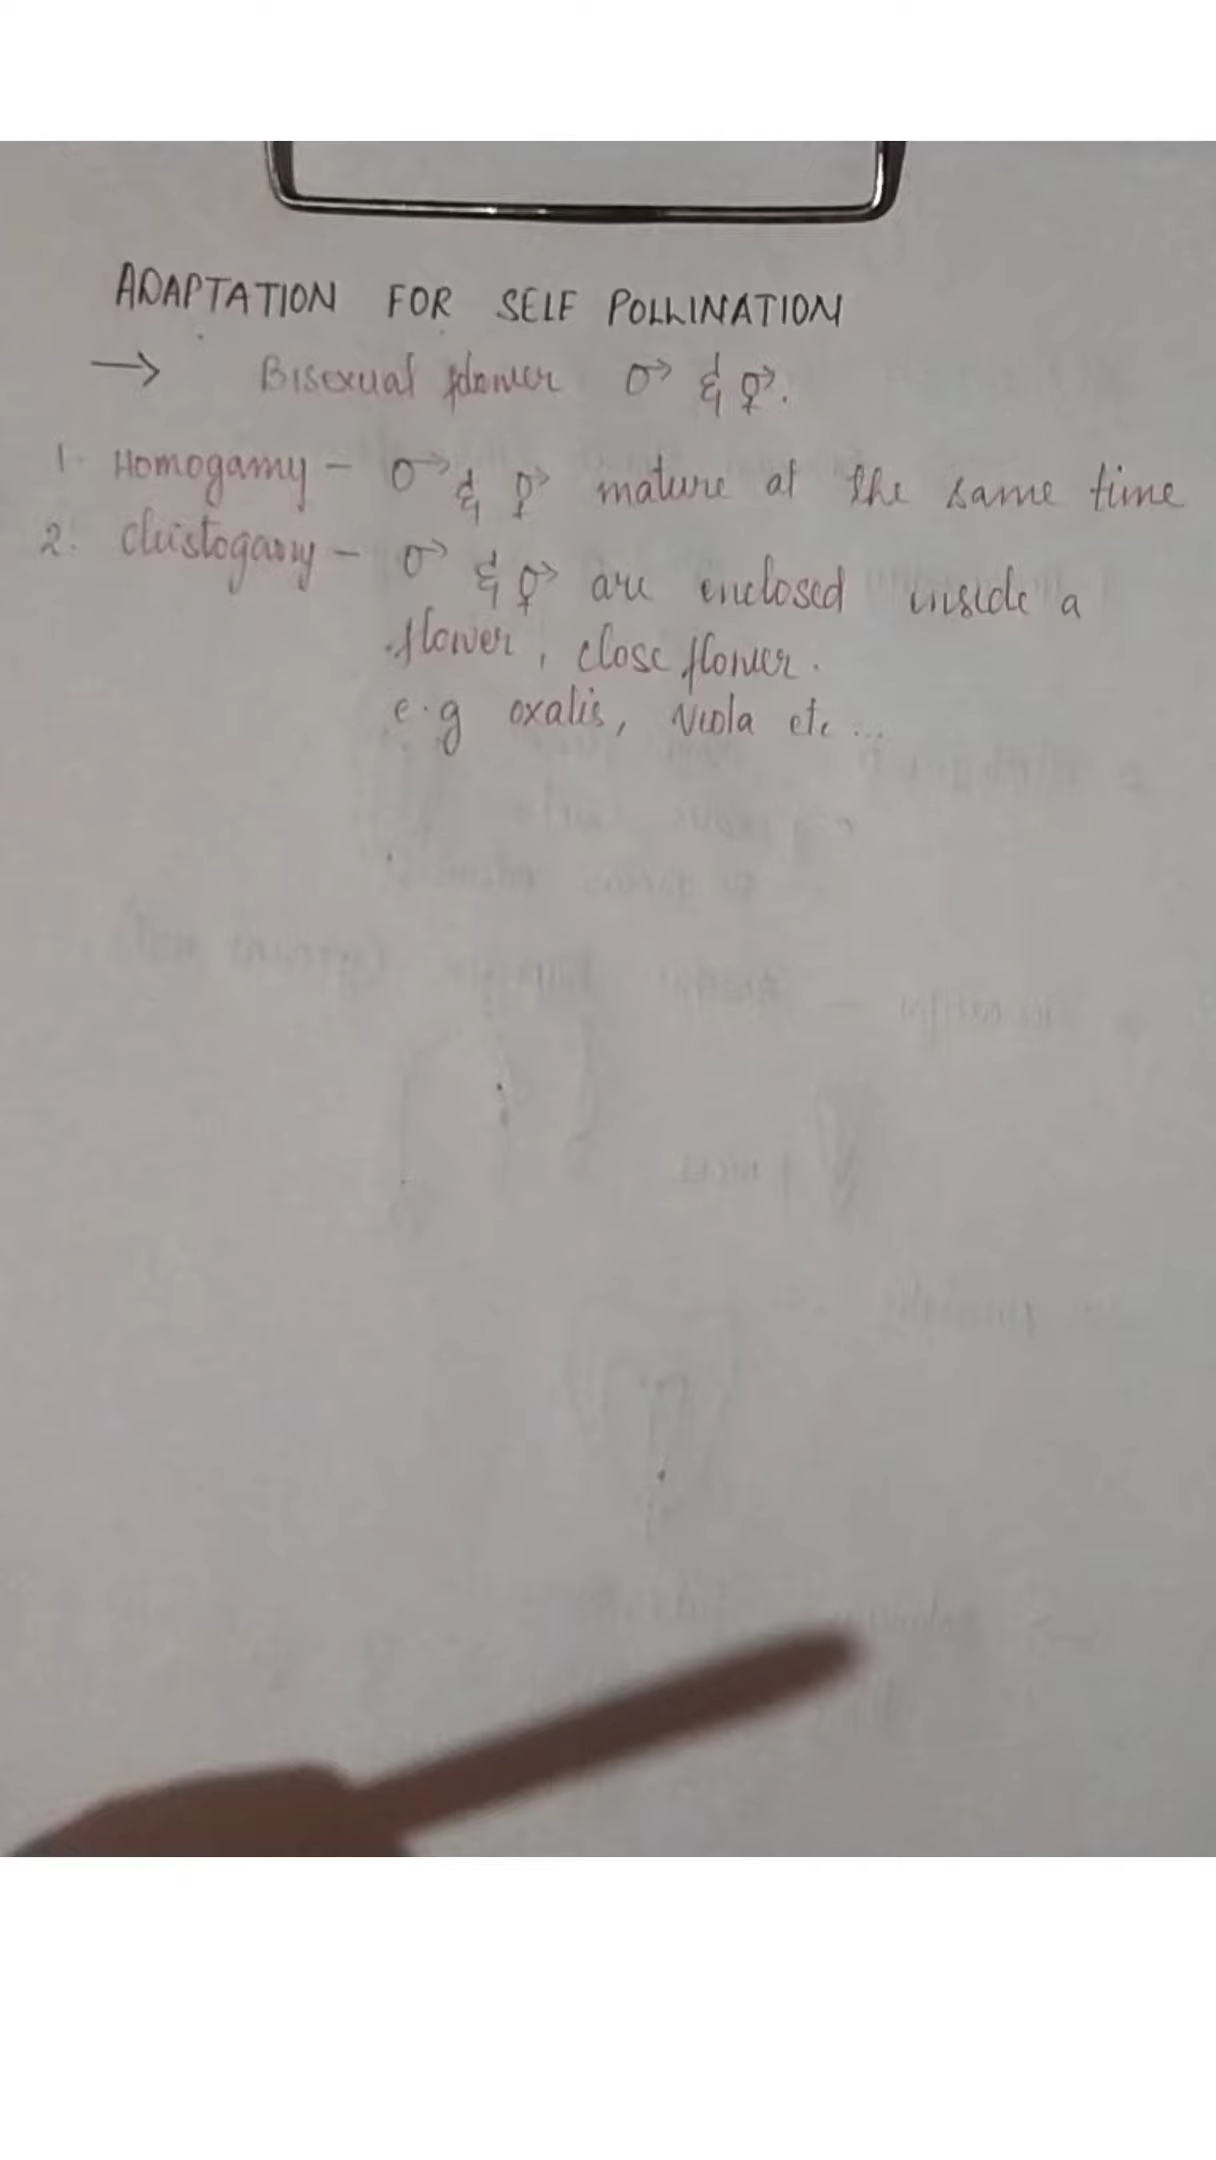 ADAPTATION FOR SELF POLLINATION
→ Bisexual flower ♂ & ⚥.
1. Homogamy - ♂ & ⚥ mature at the same time
2. Cleistogamy - ♂ & ⚥ are enclosed inside a
flower, close flower.
e.g oxalis, viola etc...